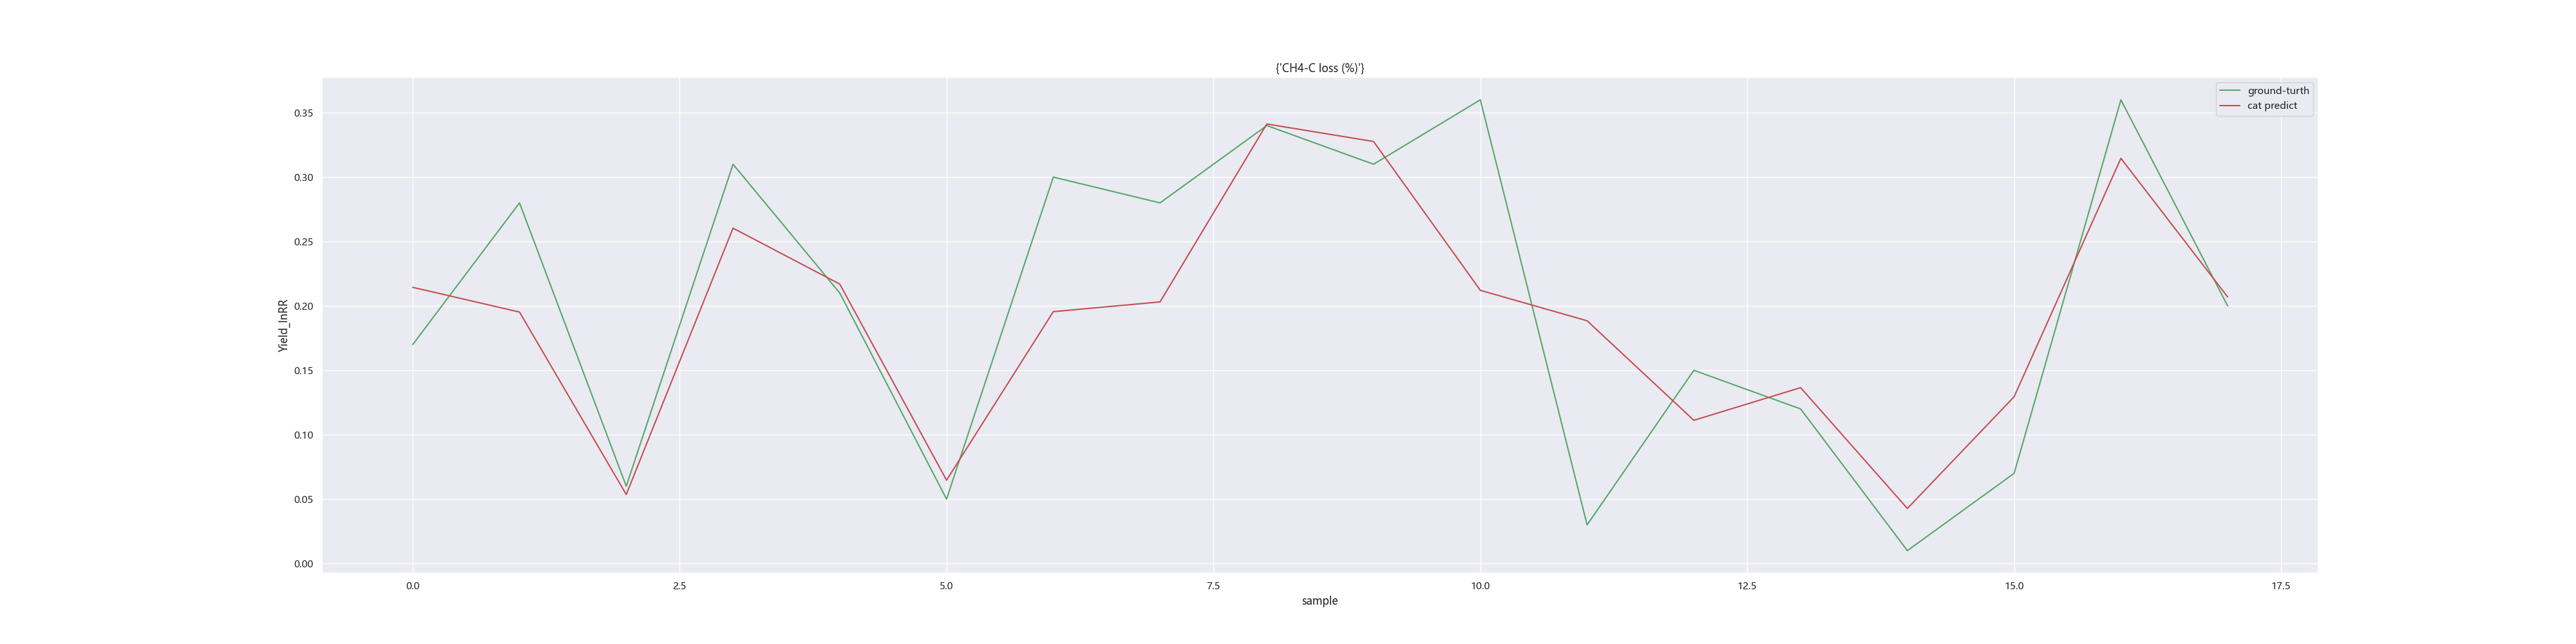 {'CH4-C loss (%)'}
ground-turth
cat predict
Yield_lnRR
0.35
0.30
0.25
0.20
0.15
0.10
0.05
0.00
0.0 2.5 5.0 7.5 10.0 12.5 15.0 17.5
sample